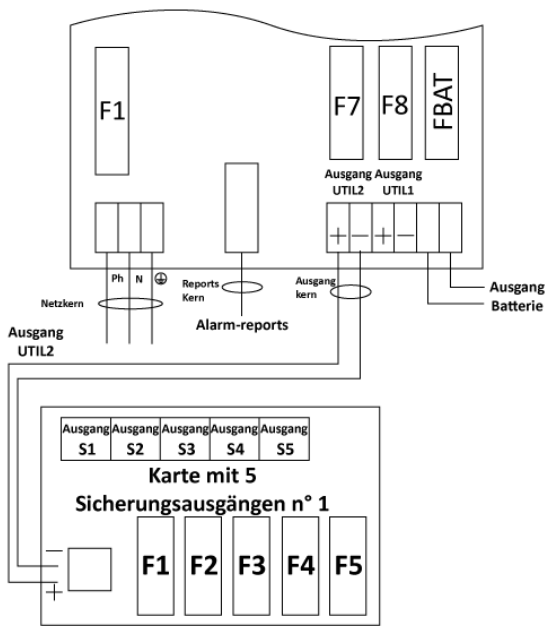 F1
F7
F8
FBAT
Ausgang
UTIL2
Ausgang
UTIL1
+ − + −
Ph N
Netzkern
Reports
Kern
Alarm-reports
Ausgang
kern
Ausgang
Batterie
Ausgang
UTIL2
Ausgang
S1
Ausgang
S2
Ausgang
S3
Ausgang
S4
Ausgang
S5
Karte mit 5
Sicherungsausgängen n° 1
−
+
F1 F2 F3 F4 F5